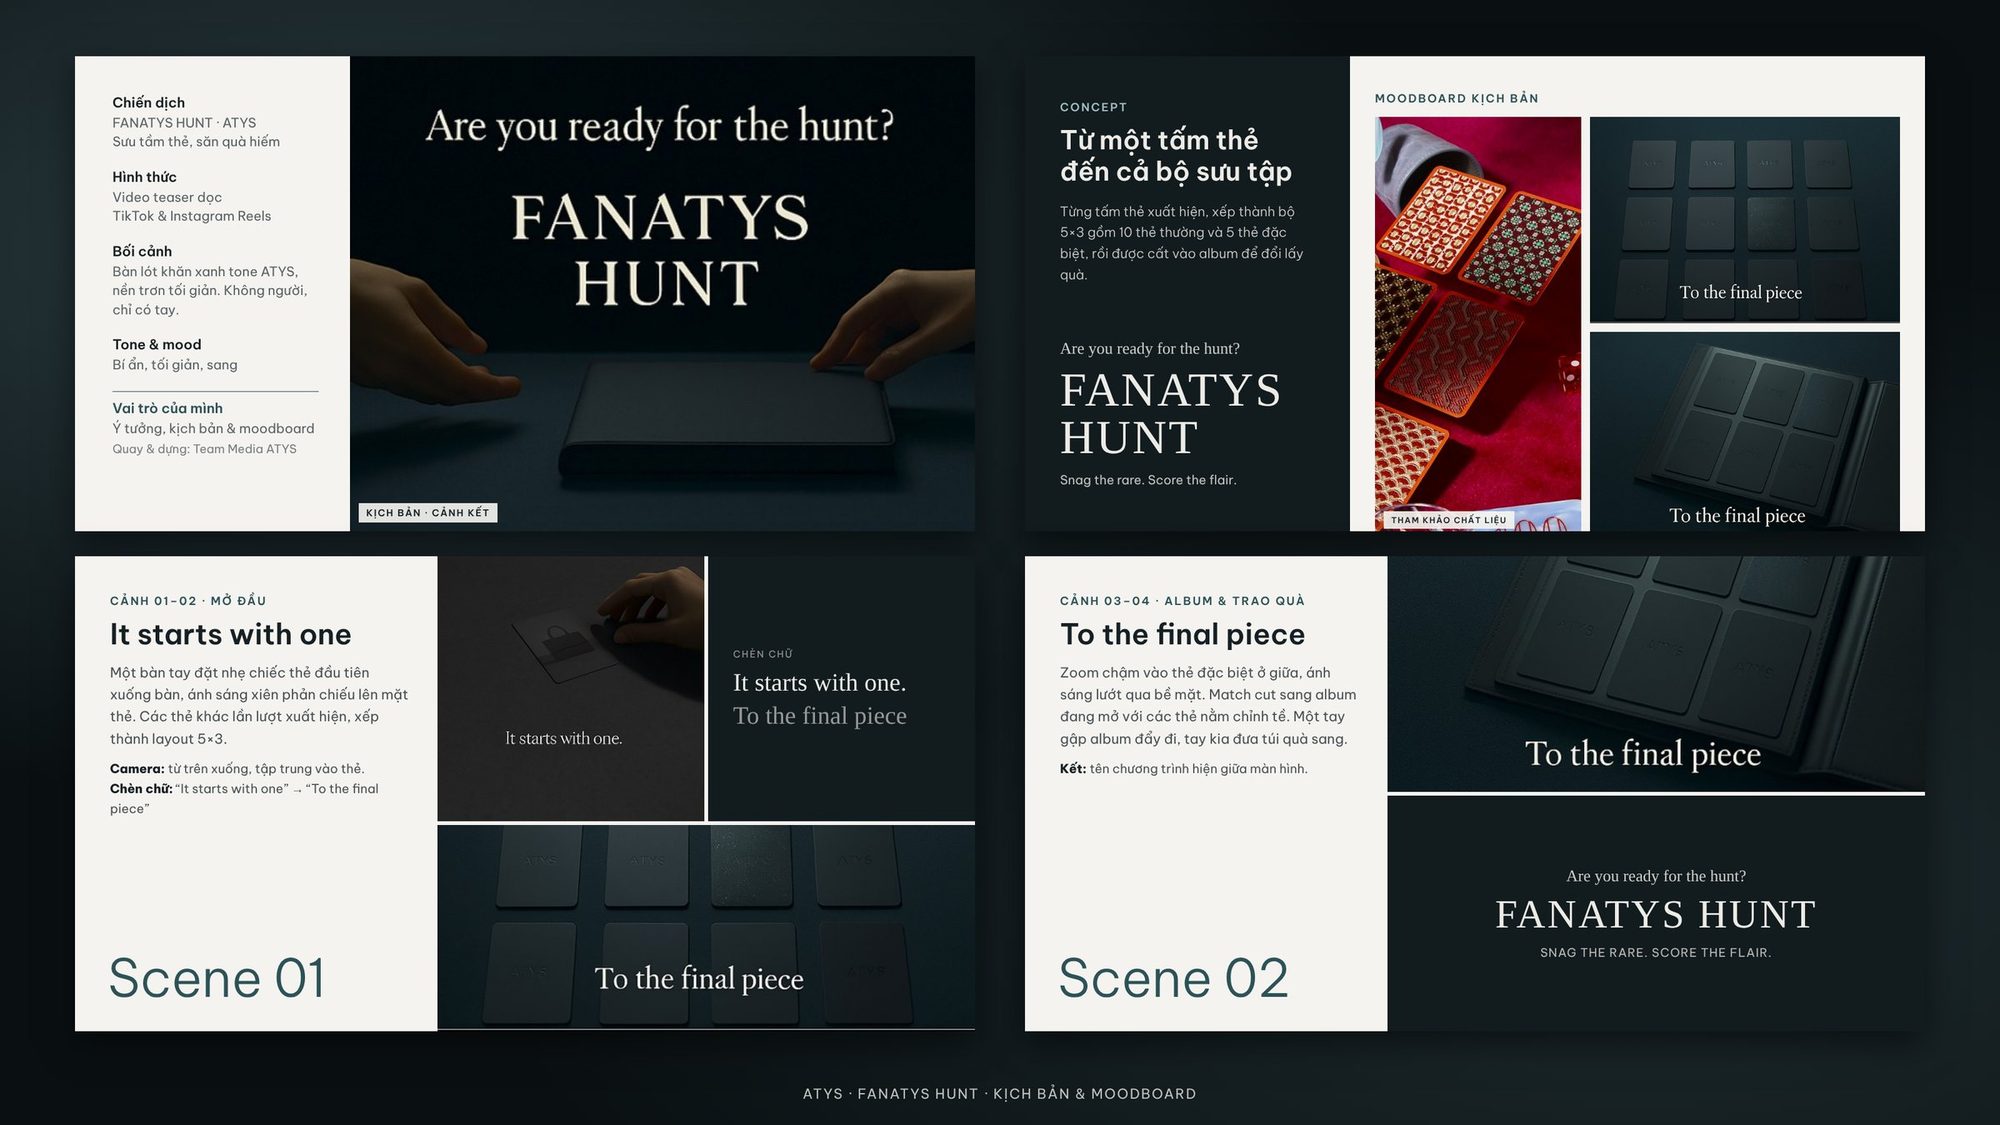 Chiến dịch
FANATYS HUNT · ATYS
Sưu tầm thẻ, săn quà hiếm
Hình thức
Video teaser dọc
TikTok & Instagram Reels
Bối cảnh
Bàn lót khăn xanh tone ATYS,
nền trơn tối giản. Không người,
chỉ có tay.
Tone & mood
Bí ẩn, tối giản, sang
Vai trò của mình
Ý tưởng, kịch bản & moodboard
Quay & dựng: Team Media ATYS
Are you ready for the hunt?
FANATYS
HUNT
KỊCH BẢN · CẢNH KẾT
CONCEPT
Từ một tấm thẻ
đến cả bộ sưu tập
Từng tấm thẻ xuất hiện, xếp thành bộ
5×3 gồm 10 thẻ thường và 5 thẻ đặc
biệt, rồi được cất vào album để đổi lấy
quà.
Are you ready for the hunt?
FANATYS
HUNT
Snag the rare. Score the flair.
MOODBOARD KỊCH BẢN
THAM KHẢO CHẤT LIỆU
To the final piece
To the final piece
CẢNH 01–02 · MỞ ĐẦU
It starts with one
Một bàn tay đặt nhẹ chiếc thẻ đầu tiên
xuống bàn, ánh sáng xiên phản chiếu lên mặt
thẻ. Các thẻ khác lần lượt xuất hiện, xếp
thành layout 5×3.
Camera: từ trên xuống, tập trung vào thẻ.
Chèn chữ: “It starts with one” → “To the final
piece”
Scene 01
It starts with one.
CHÈN CHỮ
It starts with one.
To the final piece
ATYS ATYS ATYS ATYS
To the final piece
CẢNH 03–04 · ALBUM & TRAO QUÀ
To the final piece
Zoom chậm vào thẻ đặc biệt ở giữa, ánh
sáng lướt qua bề mặt. Match cut sang album
đang mở với các thẻ nằm chỉnh tề. Một tay
gập album đẩy đi, tay kia đưa túi quà sang.
Kết: tên chương trình hiện giữa màn hình.
Scene 02
ATYS ATYS ATYS
To the final piece
Are you ready for the hunt?
FANATYS HUNT
SNAG THE RARE. SCORE THE FLAIR.
ATYS · FANATYS HUNT · KỊCH BẢN & MOODBOARD